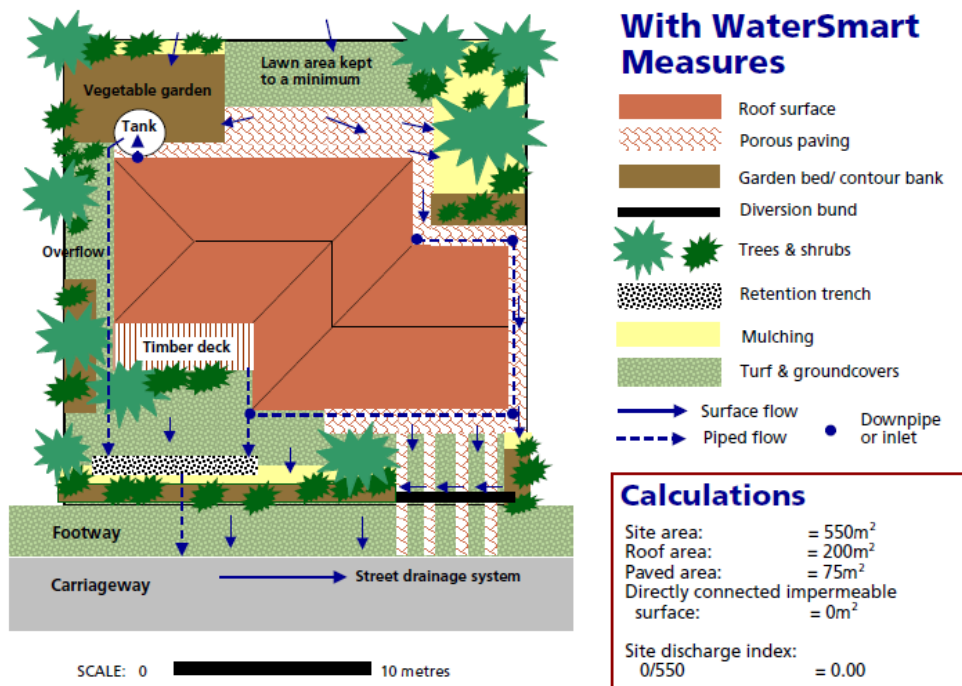 With WaterSmart
Measures
Lawn area kept
to a minimum
Vegetable garden
Tank
Overflow
Timber deck
Footway
Carriageway
Street drainage system
SCALE: 0
10 metres
Roof surface
Porous paving
Garden bed/ contour bank
Diversion bund
Trees & shrubs
Retention trench
Mulching
Turf & groundcovers
Surface flow
Piped flow
Downpipe
or inlet
Calculations
Site area: = 550m²
Roof area: = 200m²
Paved area: = 75m²
Directly connected impermeable
surface: = 0m²
Site discharge index:
0/550 = 0.00